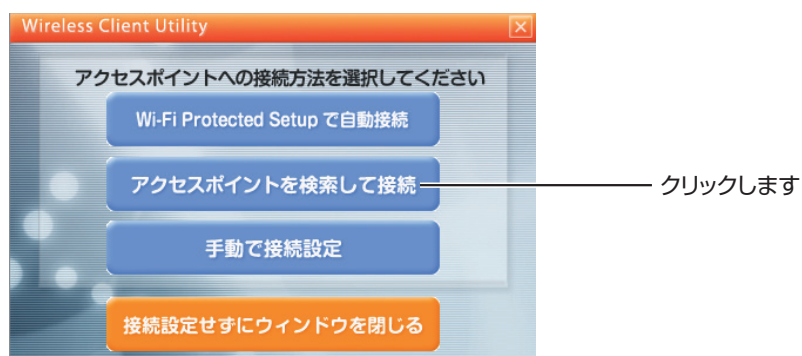 Wireless Client Utility
アクセスポイントへの接続方法を選択してください
Wi-Fi Protected Setup で自動接続
アクセスポイントを検索して接続
クリックします
手動で接続設定
接続設定せずにウィンドウを閉じる